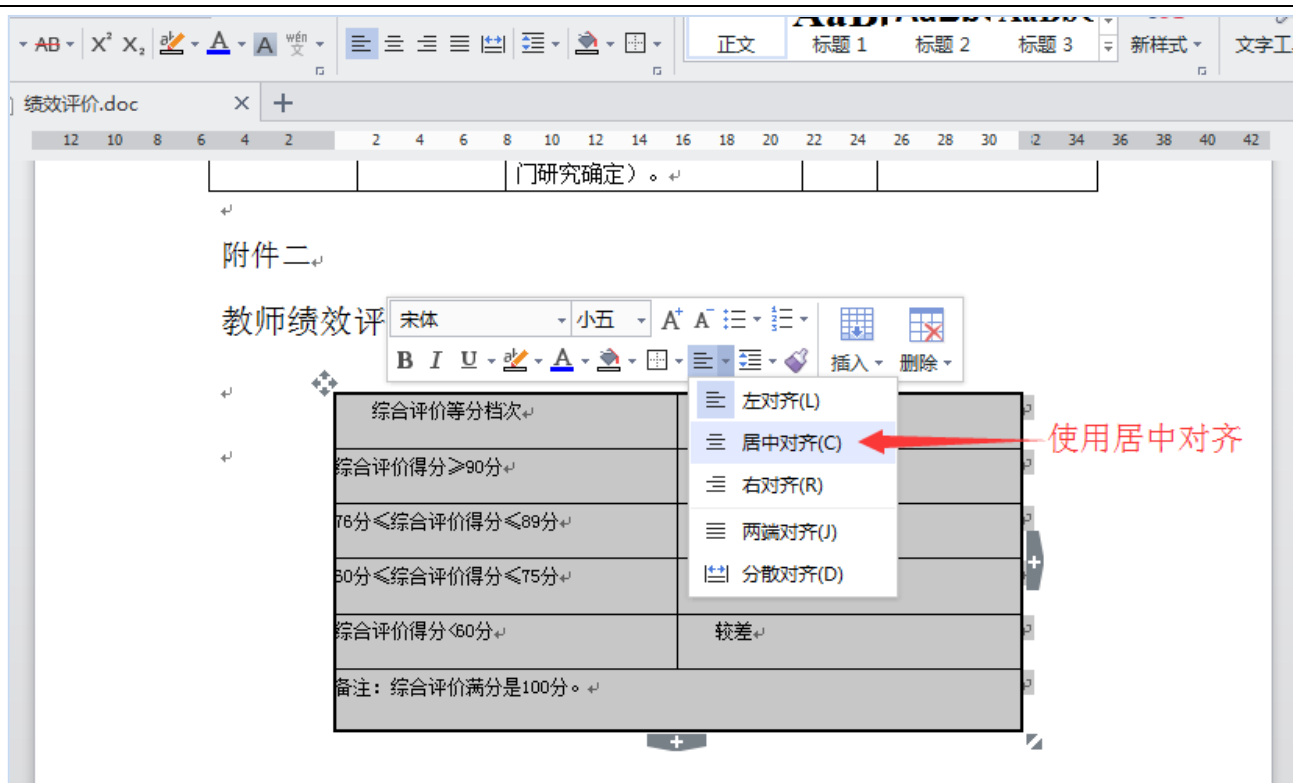 AB X² X₂ A A wén 文
正文 标题 1 标题 2 标题 3 新样式
绩效评价.doc
12 10 8 6 4 2 2 4 6 8 10 12 14 16 18 20 22 24 26 28 30 34 36 38 40 42
门研究确定）。
附件二
教师绩效评
宋体 小五 A⁺ A⁻
B I U A 插入 删除
综合评价等分档次
左对齐(L)
居中对齐(C)
使用居中对齐
综合评价得分≥90分
右对齐(R)
76分≤综合评价得分≤89分
两端对齐(J)
60分≤综合评价得分≤75分
分散对齐(D)
综合评价得分<60分 较差
备注：综合评价满分是100分。